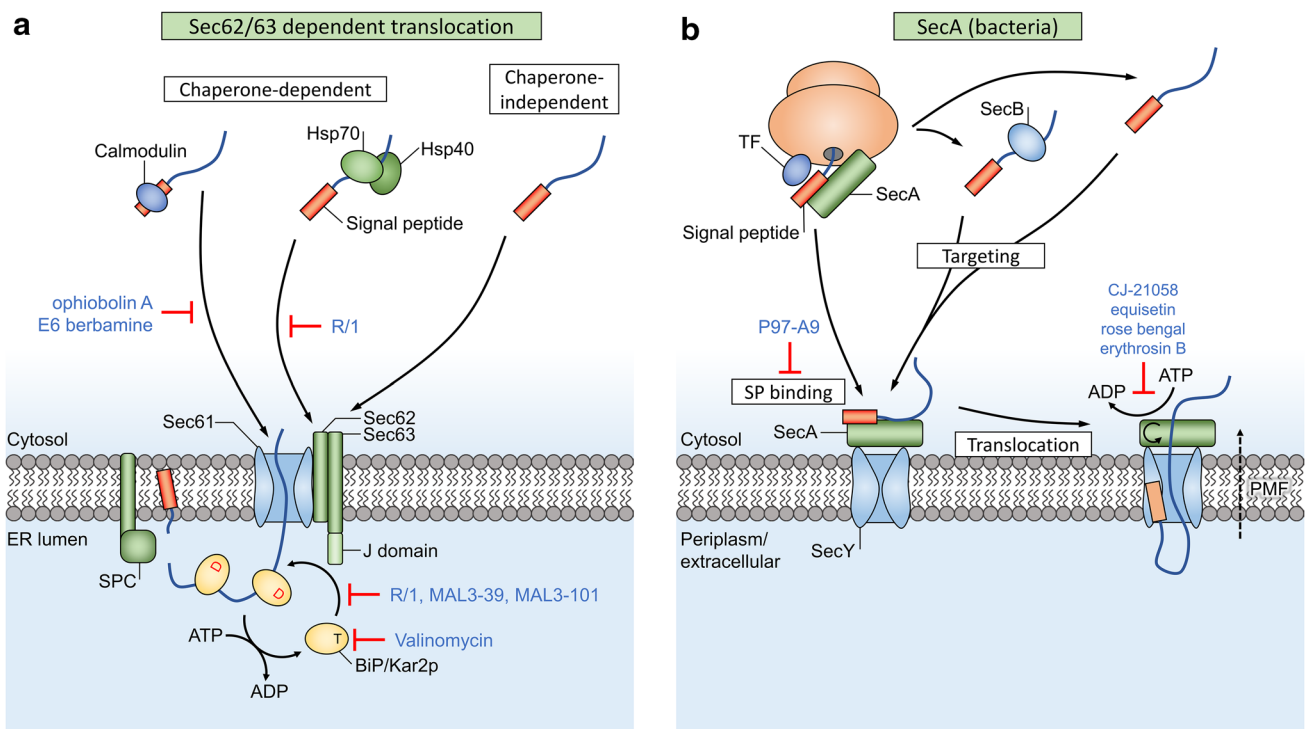 a
Sec62/63 dependent translocation
Chaperone-dependent
Chaperone-
independent
Calmodulin
Hsp70
Hsp40
Signal peptide
ophiobolin A
E6 berbamine
R/1
Sec61
Sec62
Sec63
Cytosol
ER lumen
SPC
J domain
D
D
R/1, MAL3-39, MAL3-101
ATP
T
Valinomycin
BiP/Kar2p
ADP
b
SecA (bacteria)
TF
SecB
SecA
Signal peptide
Targeting
P97-A9
SP binding
CJ-21058
equisetin
rose bengal
erythrosin B
ATP
ADP
SecA
Cytosol
Translocation
PMF
Periplasm/
extracellular
SecY